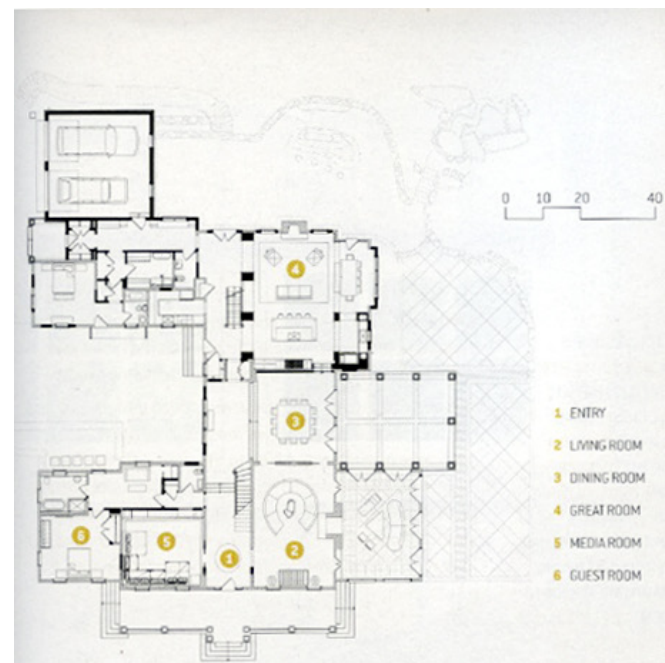 0 10 20 40
4
3
6
5
1
2
1 ENTRY
2 LIVING ROOM
3 DINING ROOM
4 GREAT ROOM
5 MEDIA ROOM
6 GUEST ROOM